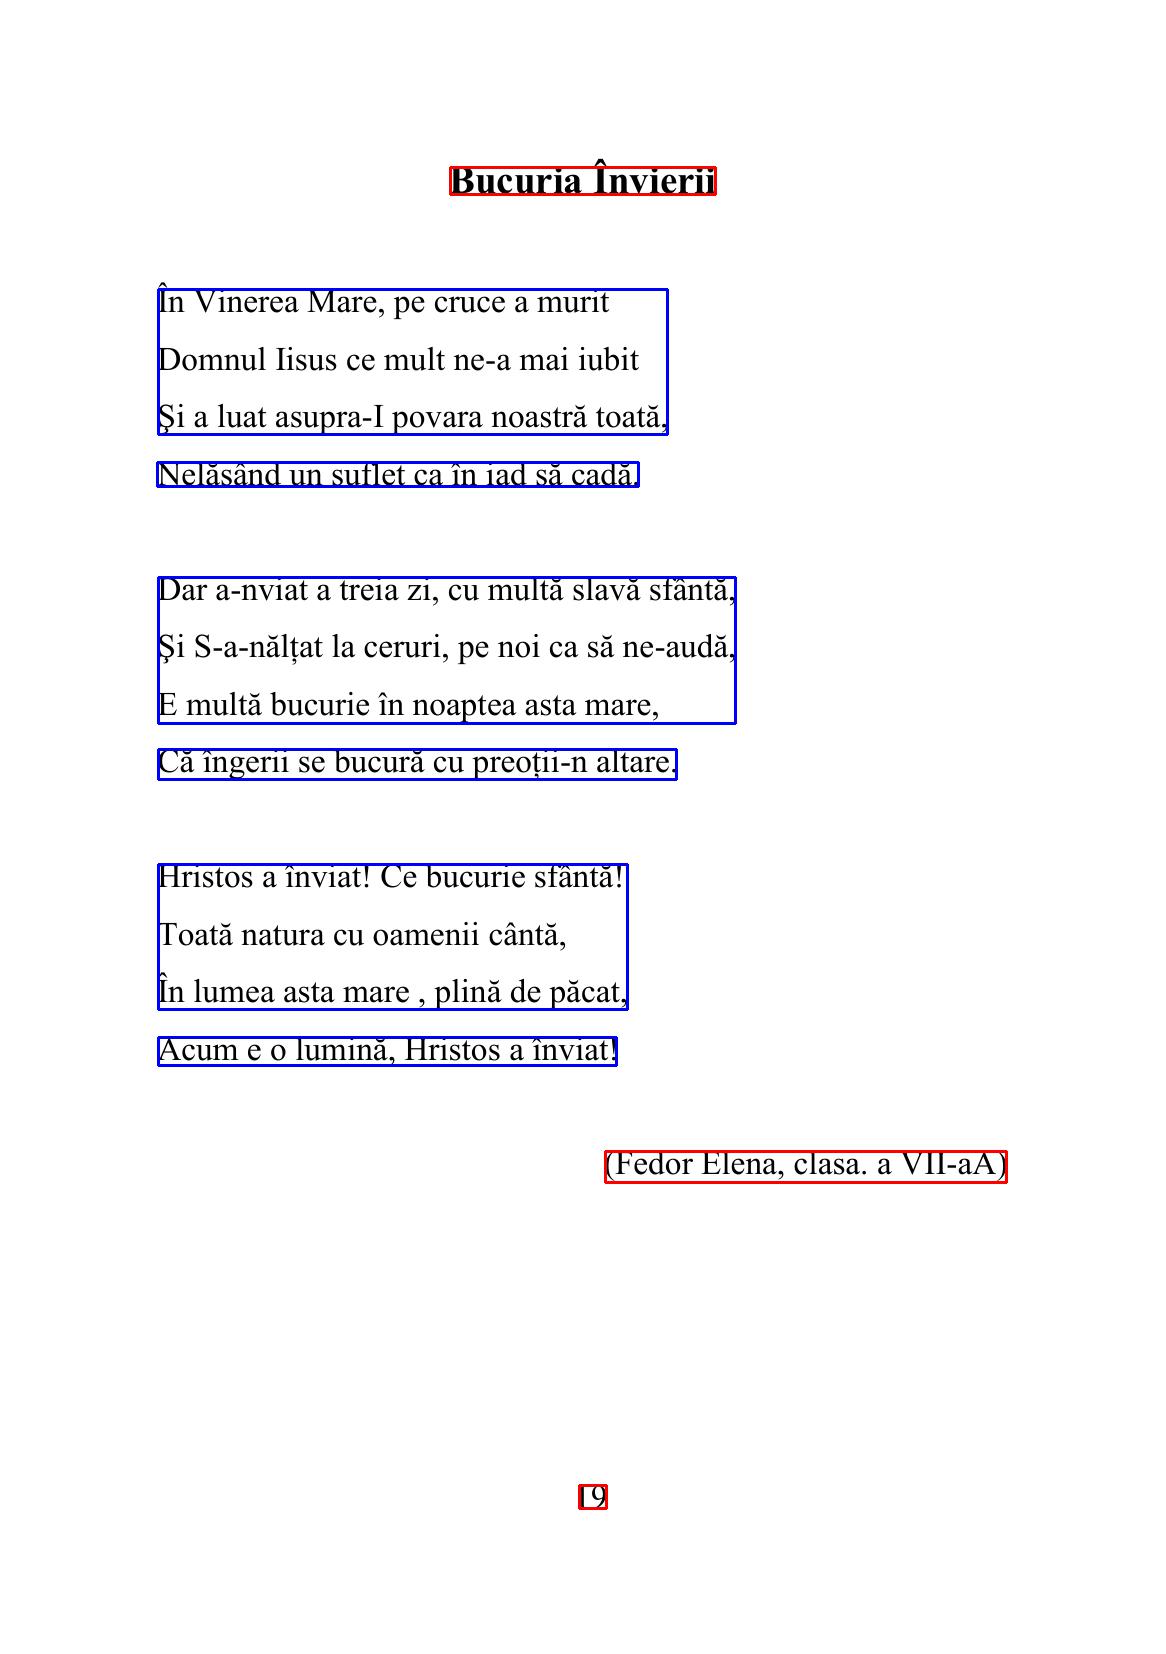 Bucuria Învierii
În Vinerea Mare, pe cruce a murit
Domnul Iisus ce mult ne-a mai iubit
Şi a luat asupra-I povara noastră toată,
Nelăsând un suflet ca în iad să cadă.
Dar a-nviat a treia zi, cu multă slavă sfântă,
Şi S-a-nălțat la ceruri, pe noi ca să ne-audă,
E multă bucurie în noaptea asta mare,
Că îngerii se bucură cu preoții-n altare.
Hristos a înviat! Ce bucurie sfântă!
Toată natura cu oamenii cântă,
În lumea asta mare , plină de păcat,
Acum e o lumină, Hristos a înviat!
(Fedor Elena, clasa. a VII-aA)
19